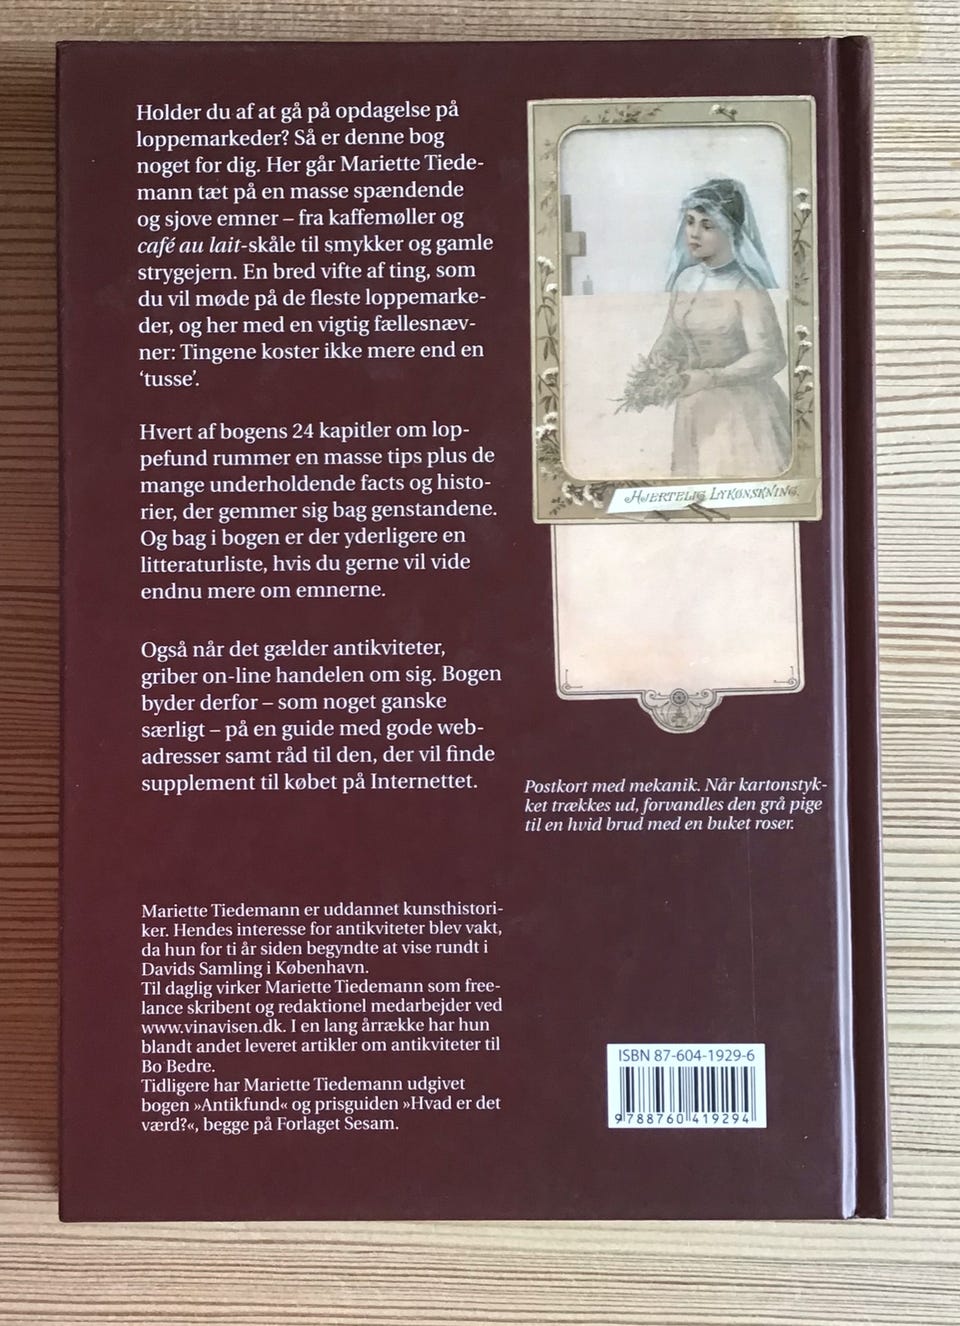 Holder du af at gå på opdagelse på
loppemarkeder? Så er denne bog
noget for dig. Her går Mariette Tiede-
mann tæt på en masse spændende
og sjove emner – fra kaffemøller og
café au lait-skåle til smykker og gamle
strygejern. En bred vifte af ting, som
du vil møde på de fleste loppemarke-
der, og her med en vigtig fællesnæv-
ner: Tingene koster ikke mere end en
‘tusse’.
Hvert af bogens 24 kapitler om lop-
pefund rummer en masse tips plus de
mange underholdende facts og histo-
rier, der gemmer sig bag genstandene.
Og bag i bogen er der yderligere en
litteraturliste, hvis du gerne vil vide
endnu mere om emnerne.
Også når det gælder antikviteter,
griber on-line handelen om sig. Bogen
byder derfor – som noget ganske
særligt – på en guide med gode web-
adresser samt råd til den, der vil finde
supplement til købet på Internettet.
Mariette Tiedemann er uddannet kunsthistori-
ker. Hendes interesse for antikviteter blev vakt,
da hun for ti år siden begyndte at vise rundt i
Davids Samling i København.
Til daglig virker Mariette Tiedemann som free-
lance skribent og redaktionel medarbejder ved
www.vinavisen.dk. I en lang årrække har hun
blandt andet leveret artikler om antikviteter til
Bo Bedre.
Tidligere har Mariette Tiedemann udgivet
bogen »Antikfund« og prisguiden »Hvad er det
værd?«, begge på Forlaget Sesam.
HJERTELIG LYKØNSKNING.
Postkort med mekanik. Når kartonstyk-
ket trækkes ud, forvandles den grå pige
til en hvid brud med en buket roser.
ISBN 87-604-1929-6
9 788760 419294